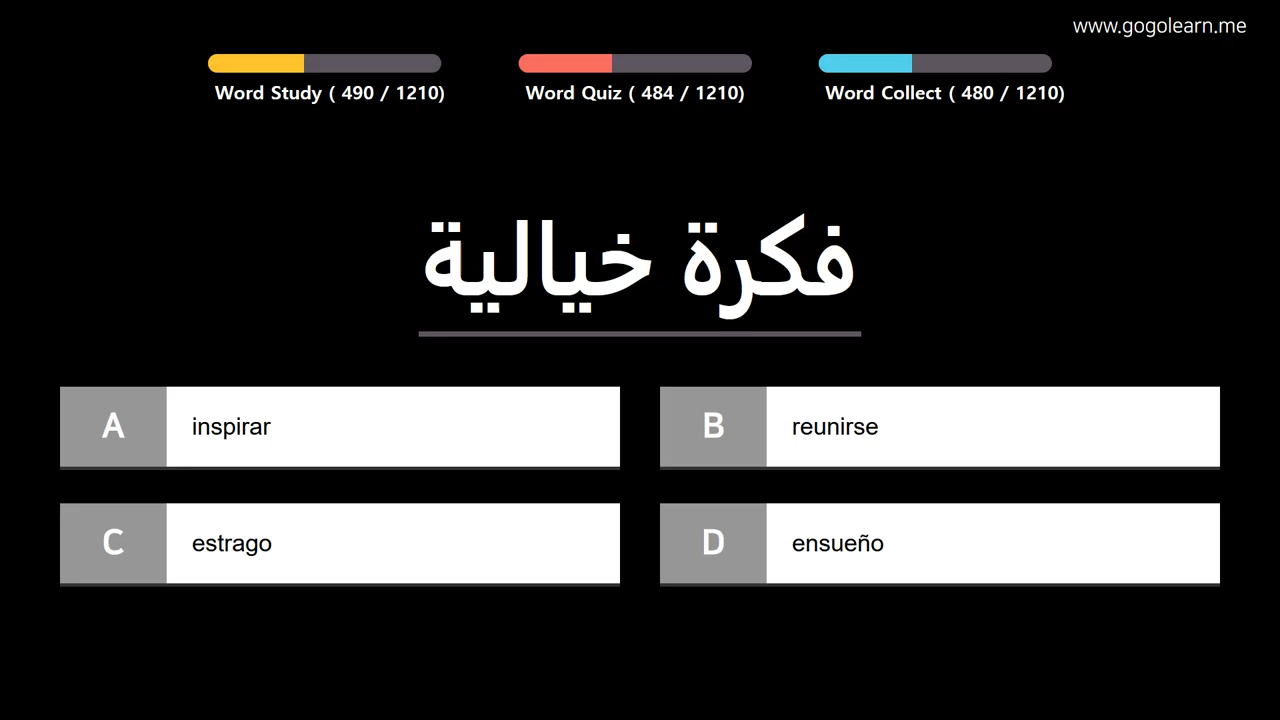 www.gogolearn.me
Word Study ( 490 / 1210)
Word Quiz ( 484 / 1210)
Word Collect ( 480 / 1210)
فكرة خيالية
A inspirar
B reunirse
C estrago
D ensueño